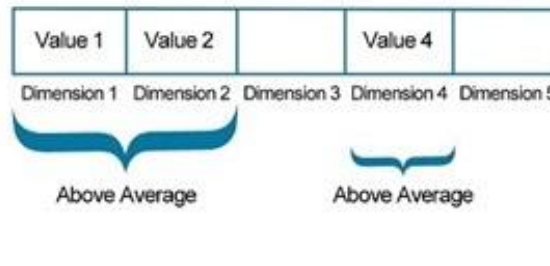 Value 1 Value 2 Value 4
Dimension 1 Dimension 2 Dimension 3 Dimension 4 Dimension 5
Above Average Above Average